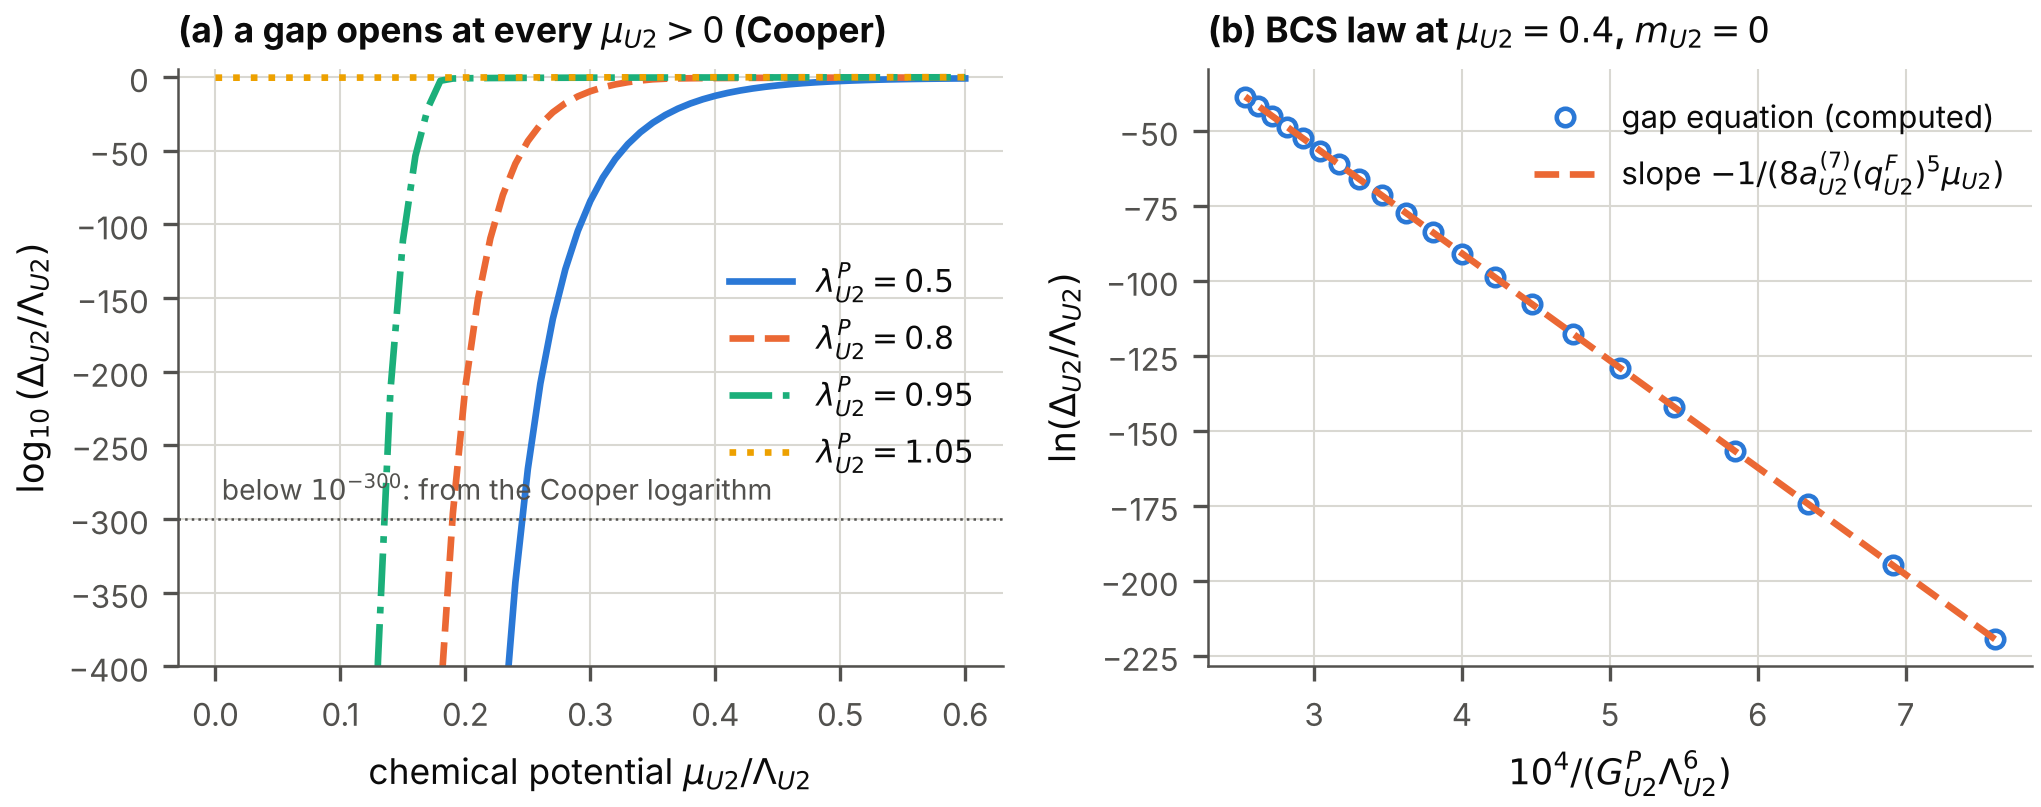 (a) a gap opens at every μ_U2 > 0 (Cooper)
log₁₀(Δ_U2/Λ_U2)
0
−50
−100
−150
−200
−250
−300
−350
−400
λ^P_U2 = 0.5
λ^P_U2 = 0.8
λ^P_U2 = 0.95
λ^P_U2 = 1.05
below 10⁻³⁰⁰: from the Cooper logarithm
0.0 0.1 0.2 0.3 0.4 0.5 0.6
chemical potential μ_U2/Λ_U2
(b) BCS law at μ_U2 = 0.4, m_U2 = 0
ln(Δ_U2/Λ_U2)
−50
−75
−100
−125
−150
−175
−200
−225
gap equation (computed)
slope −1/(8a^(7)_U2(q^F_U2)^5μ_U2)
3 4 5 6 7
10⁴/(G^P_U2Λ^6_U2)